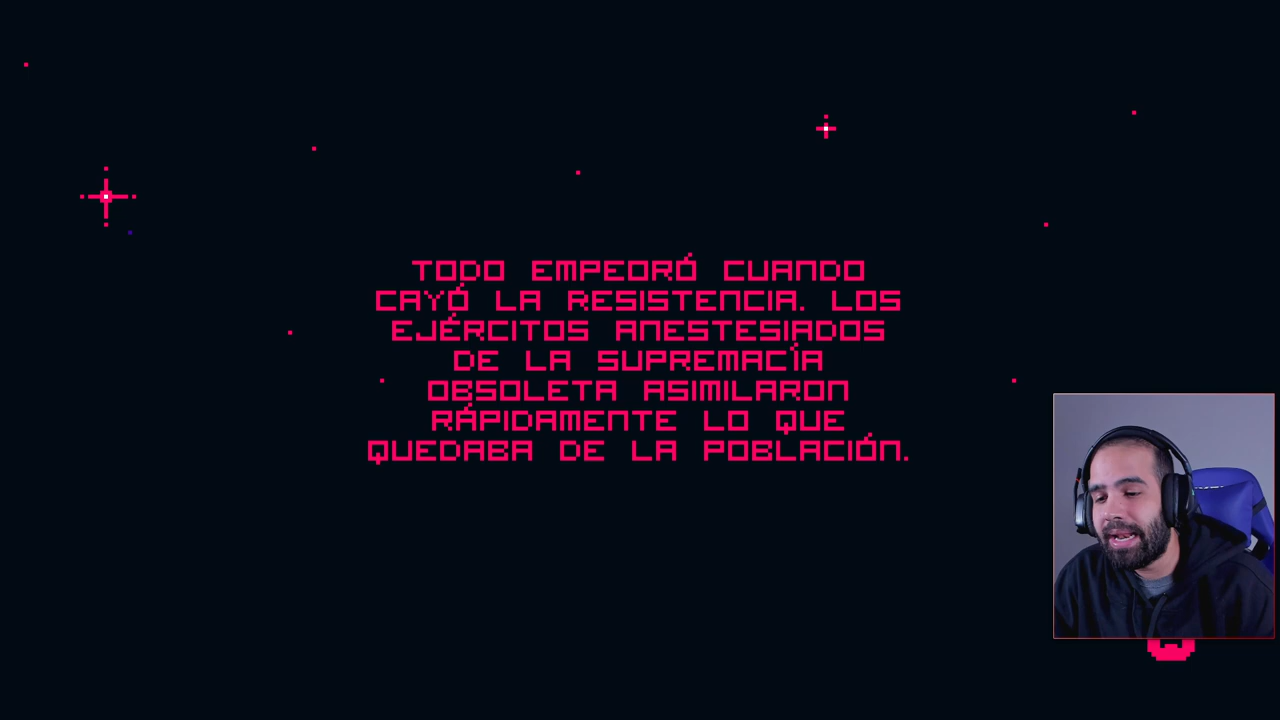 TODO EMPEORÓ CUANDO
CAYÓ LA RESISTENCIA. LOS
EJÉRCITOS ANESTESIADOS
DE LA SUPREMACÍA
OBSOLETA ASIMILARON
RÁPIDAMENTE LO QUE
QUEDABA DE LA POBLACIÓN.